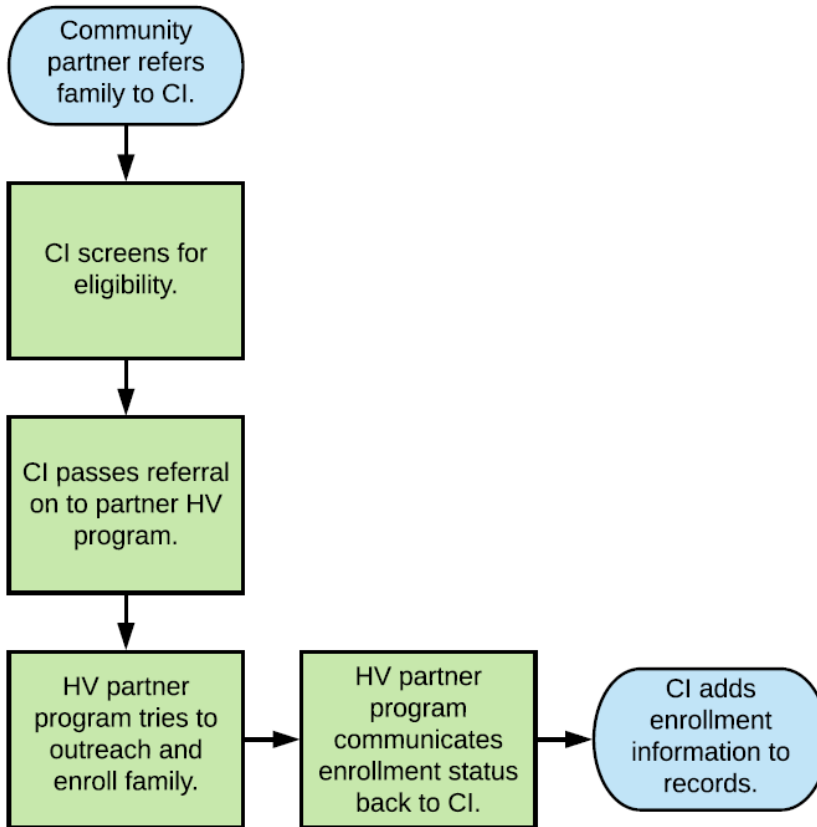 Community
partner refers
family to CI.
CI screens for
eligibility.
CI passes referral
on to partner HV
program.
HV partner
program tries to
outreach and
enroll family.
HV partner
program
communicates
enrollment status
back to CI.
CI adds
enrollment
information to
records.